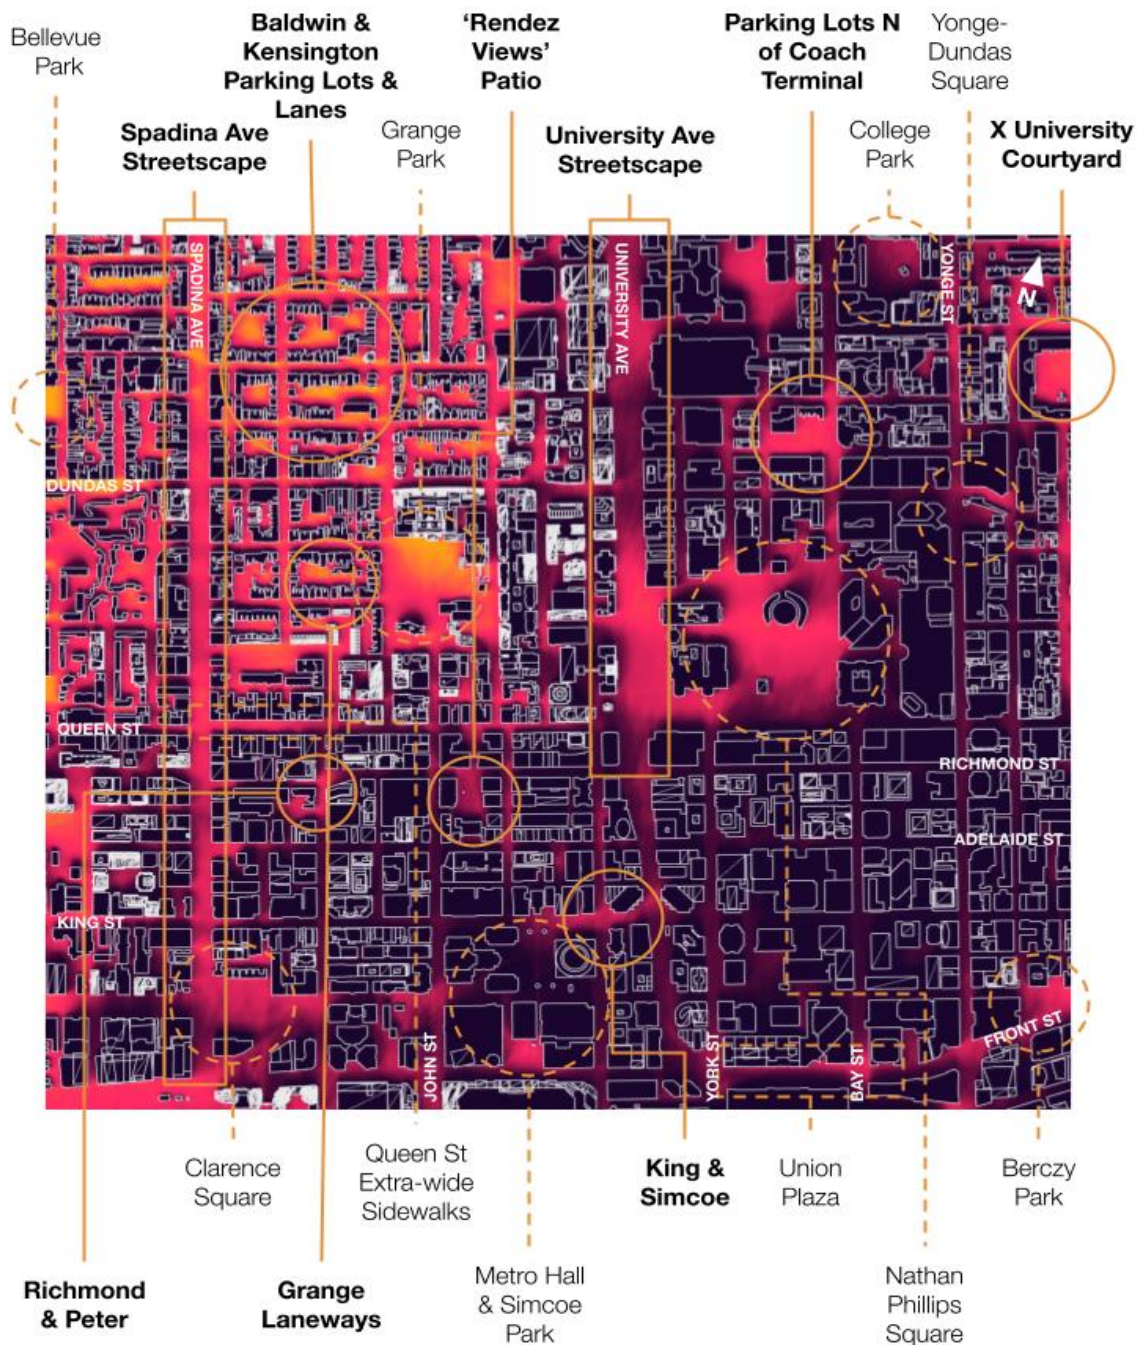 Bellevue
Park
Baldwin &
Kensington
Parking Lots &
Lanes
'Rendez
Views'
Patio
Parking Lots N
of Coach
Terminal
Yonge-
Dundas
Square
Spadina Ave
Streetscape
Grange
Park
University Ave
Streetscape
College
Park
X University
Courtyard
SPADINA AVE
UNIVERSITY AVE
YONGE ST
N
DUNDAS ST
QUEEN ST
RICHMOND ST
ADELAIDE ST
KING ST
FRONT ST
JOHN ST
YORK ST
BAY ST
Clarence
Square
Queen St
Extra-wide
Sidewalks
King &
Simcoe
Union
Plaza
Berczy
Park
Richmond
& Peter
Grange
Laneways
Metro Hall
& Simcoe
Park
Nathan
Phillips
Square